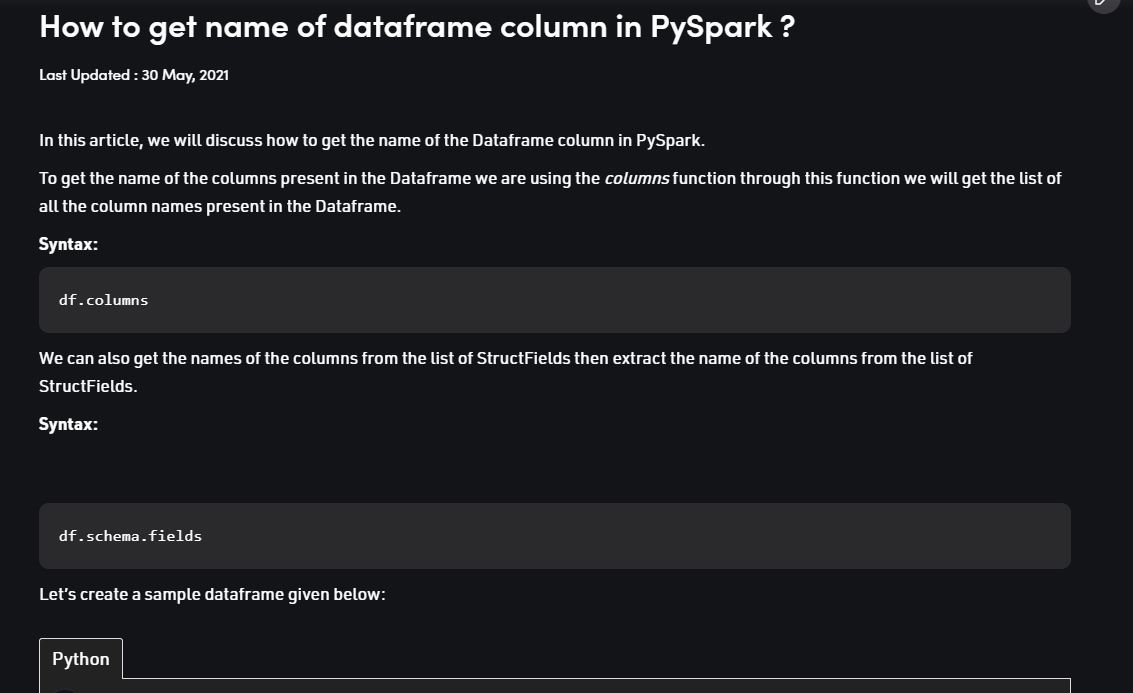 How to get name of dataframe column in PySpark ?
Last Updated : 30 May, 2021
In this article, we will discuss how to get the name of the Dataframe column in PySpark.
To get the name of the columns present in the Dataframe we are using the columns function through this function we will get the list of
all the column names present in the Dataframe.
Syntax:
df.columns
We can also get the names of the columns from the list of StructFields then extract the name of the columns from the list of
StructFields.
Syntax:
df.schema.fields
Let’s create a sample dataframe given below:
Python